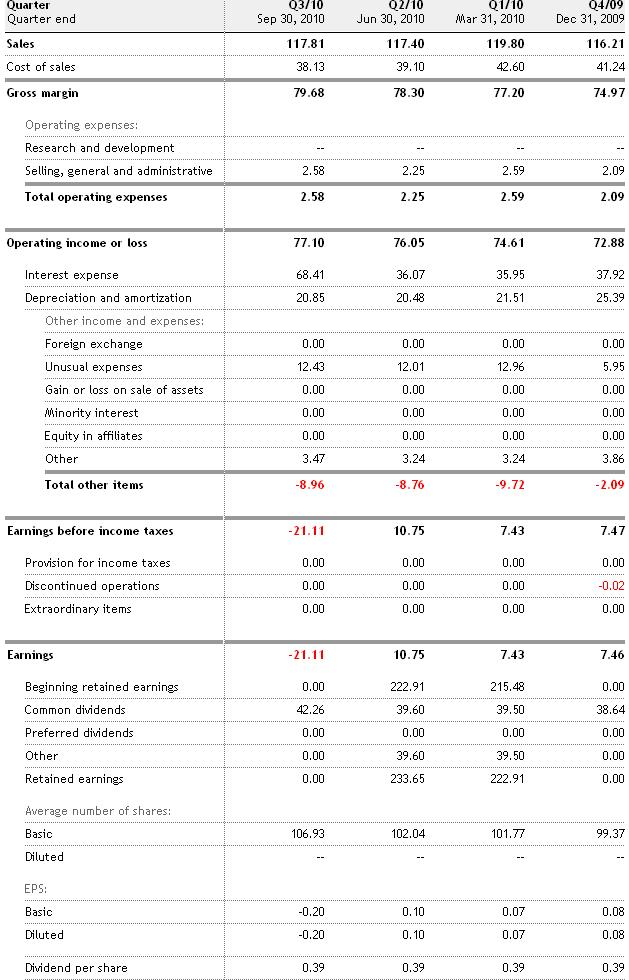 Quarter Q3/10 Q2/10 Q1/10 Q4/09
Quarter end Sep 30, 2010 Jun 30, 2010 Mar 31, 2010 Dec 31, 2009
Sales 117.81 117.40 119.80 116.21
Cost of sales 38.13 39.10 42.60 41.24
Gross margin 79.68 78.30 77.20 74.97
Operating expenses:
Research and development -- -- -- --
Selling, general and administrative 2.58 2.25 2.59 2.09
Total operating expenses 2.58 2.25 2.59 2.09
Operating income or loss 77.10 76.05 74.61 72.88
Interest expense 68.41 36.07 35.95 37.92
Depreciation and amortization 20.85 20.48 21.51 25.39
Other income and expenses:
Foreign exchange 0.00 0.00 0.00 0.00
Unusual expenses 12.43 12.01 12.96 5.95
Gain or loss on sale of assets 0.00 0.00 0.00 0.00
Minority interest 0.00 0.00 0.00 0.00
Equity in affiliates 0.00 0.00 0.00 0.00
Other 3.47 3.24 3.24 3.86
Total other items -8.96 -8.76 -9.72 -2.09
Earnings before income taxes -21.11 10.75 7.43 7.47
Provision for income taxes 0.00 0.00 0.00 0.00
Discontinued operations 0.00 0.00 0.00 -0.02
Extraordinary items 0.00 0.00 0.00 0.00
Earnings -21.11 10.75 7.43 7.46
Beginning retained earnings 0.00 222.91 215.48 0.00
Common dividends 42.26 39.60 39.50 38.64
Preferred dividends 0.00 0.00 0.00 0.00
Other 0.00 39.60 39.50 0.00
Retained earnings 0.00 233.65 222.91 0.00
Average number of shares:
Basic 106.93 102.04 101.77 99.37
Diluted -- -- -- --
EPS:
Basic -0.20 0.10 0.07 0.08
Diluted -0.20 0.10 0.07 0.08
Dividend per share 0.39 0.39 0.39 0.39